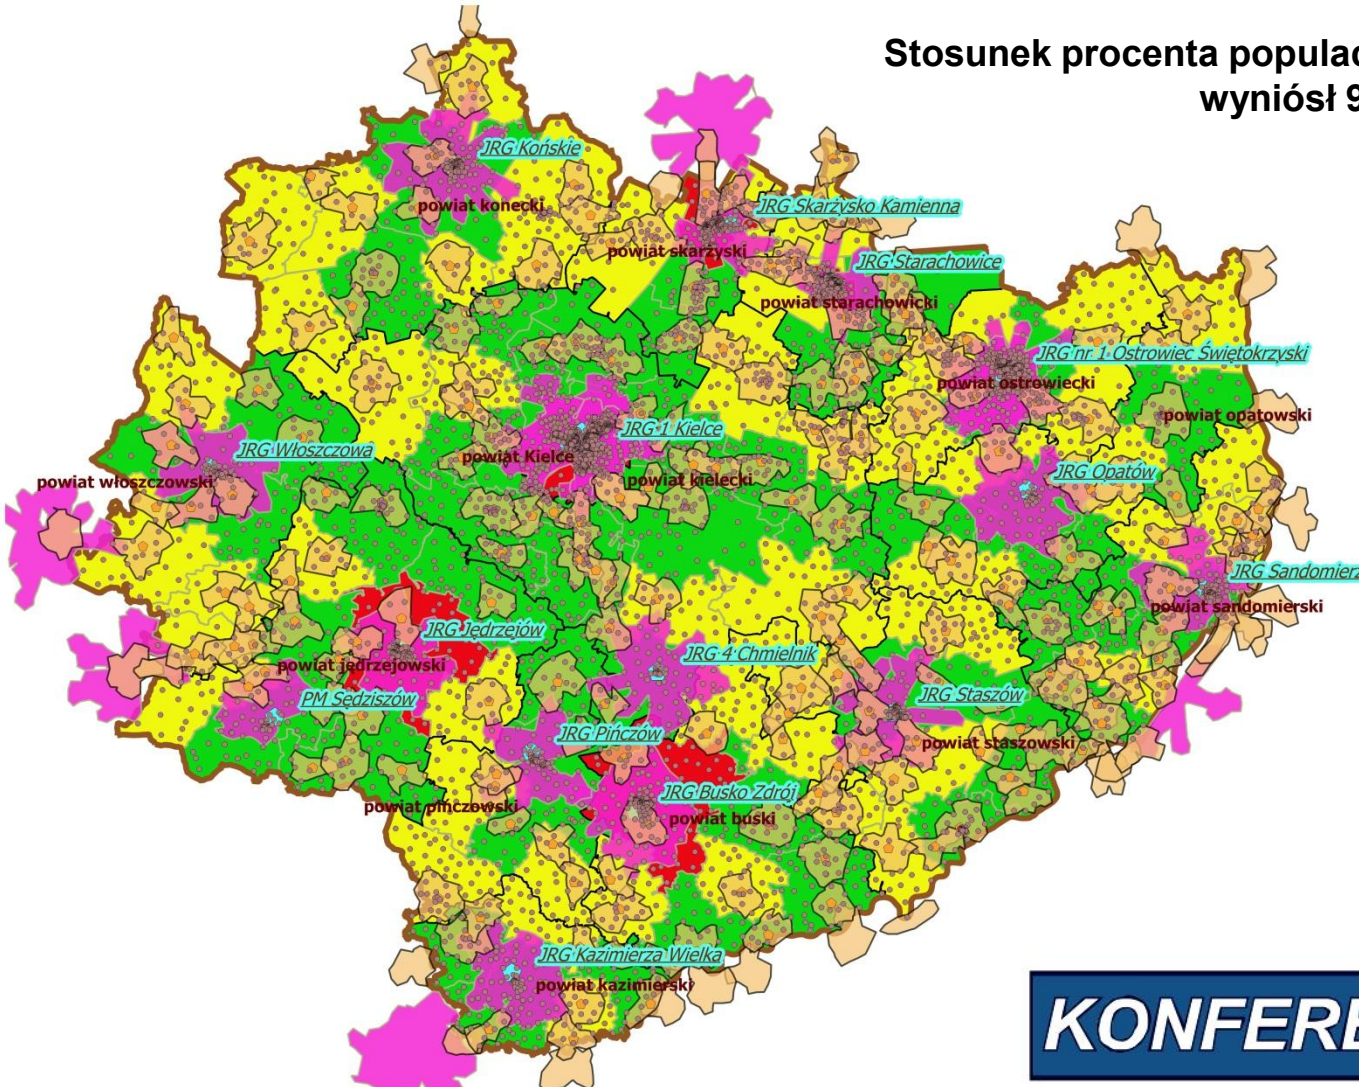 Stosunek procenta populac
wyniósł 9
JRG Końskie
powiat konecki
JRG Skarżysko Kamienna
powiat skarżyski
JRG Starachowice
powiat starachowicki
JRG nr 1 Ostrowiec Świętokrzyski
powiat ostrowiecki
powiat opatowski
JRG 1 Kielce
JRG Włoszczowa
powiat Kielce
powiat kielecki
JRG Opatów
powiat włoszczowski
JRG Sandomierz
powiat sandomierski
JRG Jędrzejów
powiat jędrzejowski
JRG 4 Chmielnik
PM Sędziszów
JRG Staszów
JRG Pińczów
powiat staszowski
JRG Busko Zdrój
powiat pińczowski
powiat buski
JRG Kazimierza Wielka
powiat kazimierski
KONFERE